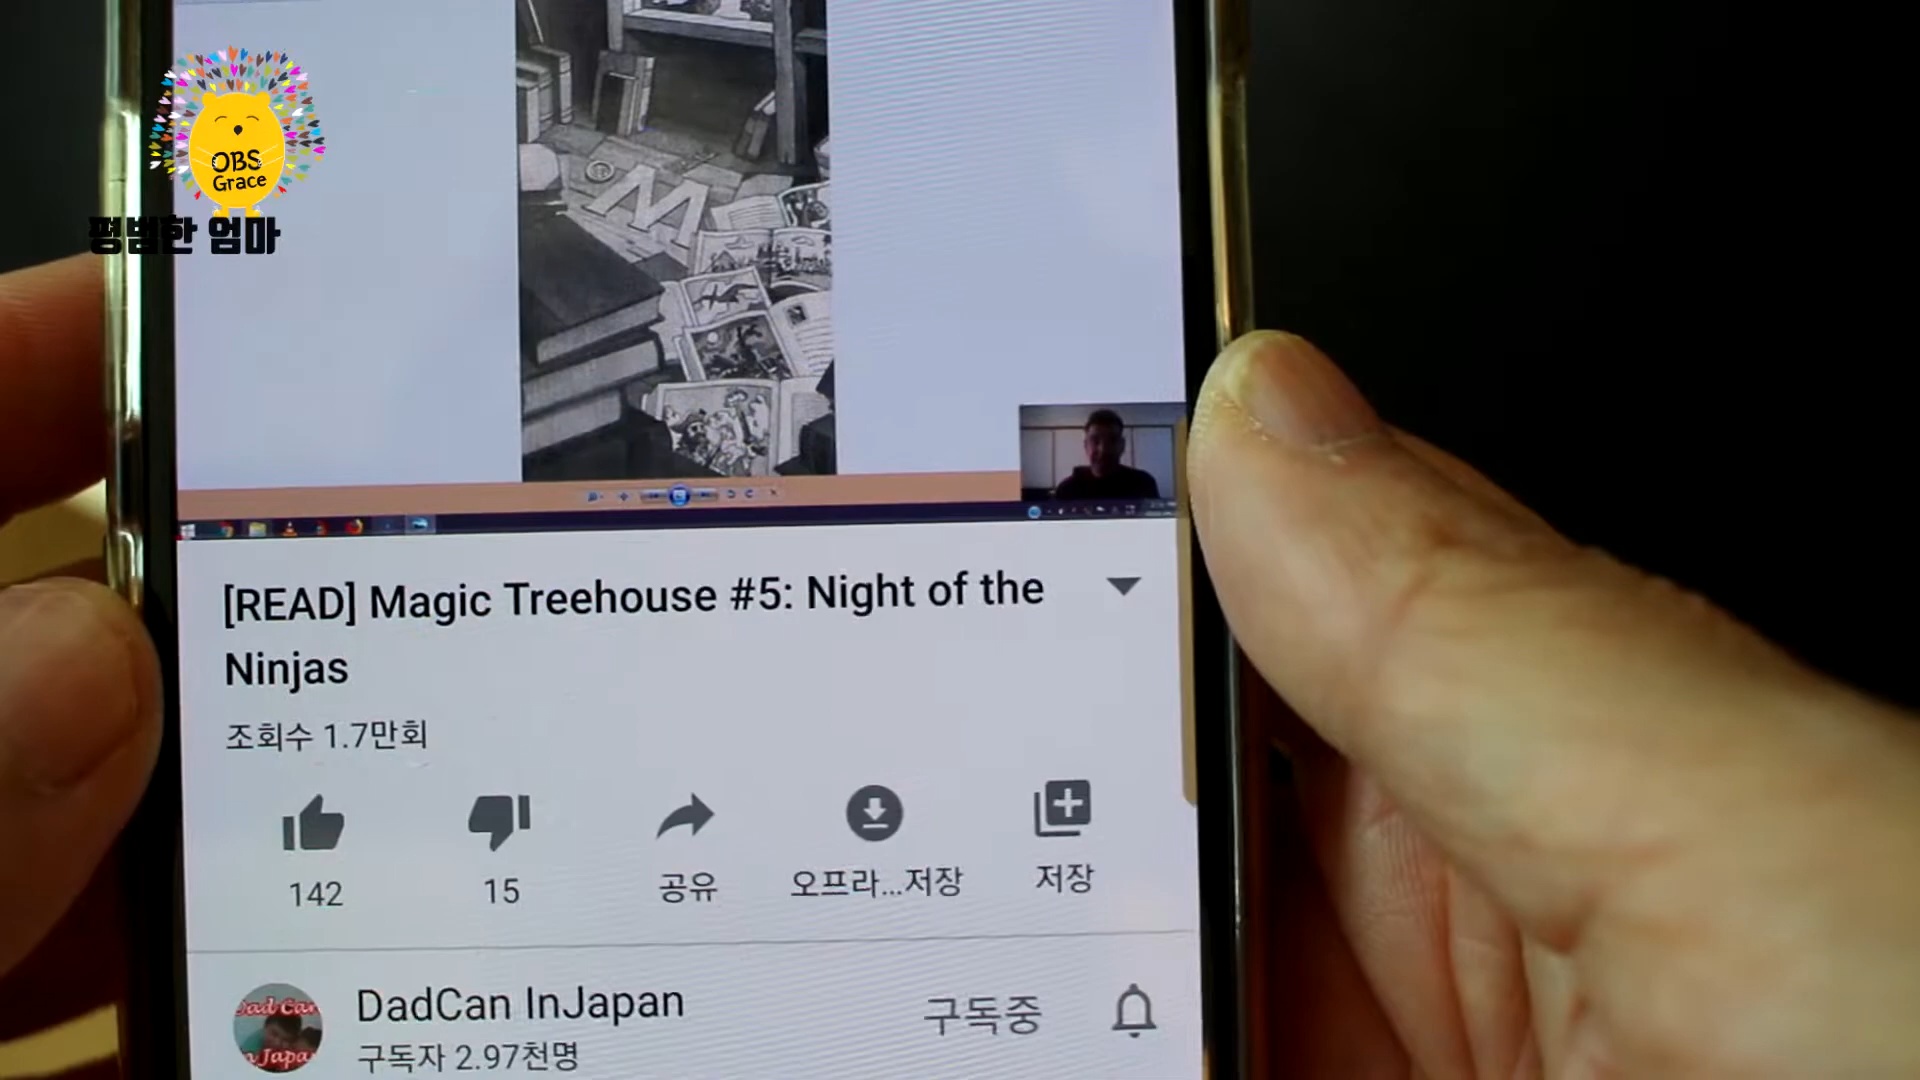 OBS
Grace
평범한 엄마
M
[READ] Magic Treehouse #5: Night of the
Ninjas
조회수 1.7만회
142
15
공유
오프라...저장
저장
Dad Can
DadCan InJapan
구독중
구독자 2.97천명